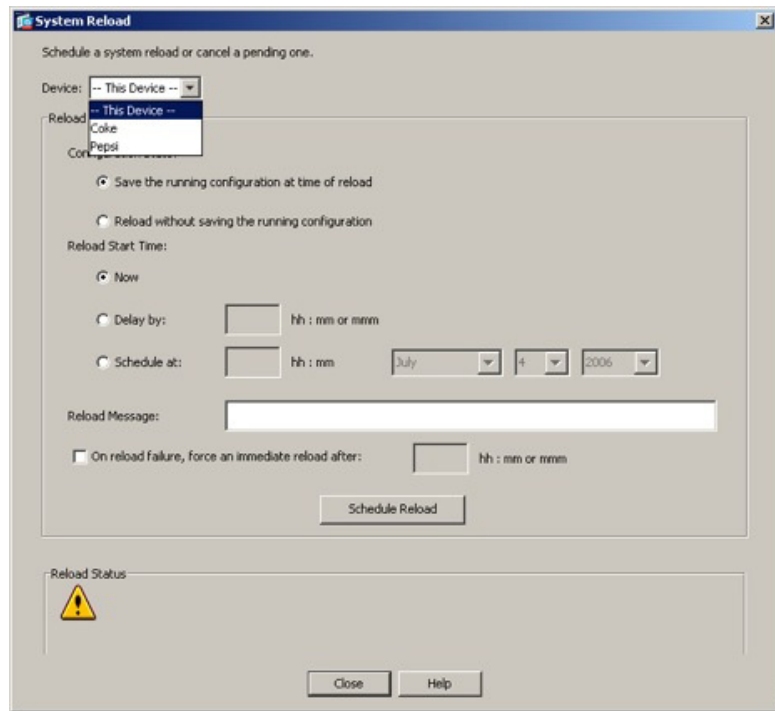 System Reload
Schedule a system reload or cancel a pending one.
Device: -- This Device --
-- This Device --
Coke
Pepsi
Reload
Save the running configuration at time of reload
Reload without saving the running configuration
Reload Start Time:
Now
Delay by: hh : mm or mmm
Schedule at: hh : mm July 4 2006
Reload Message:
On reload failure, force an immediate reload after: hh : mm or mmm
Schedule Reload
Reload Status
Close Help